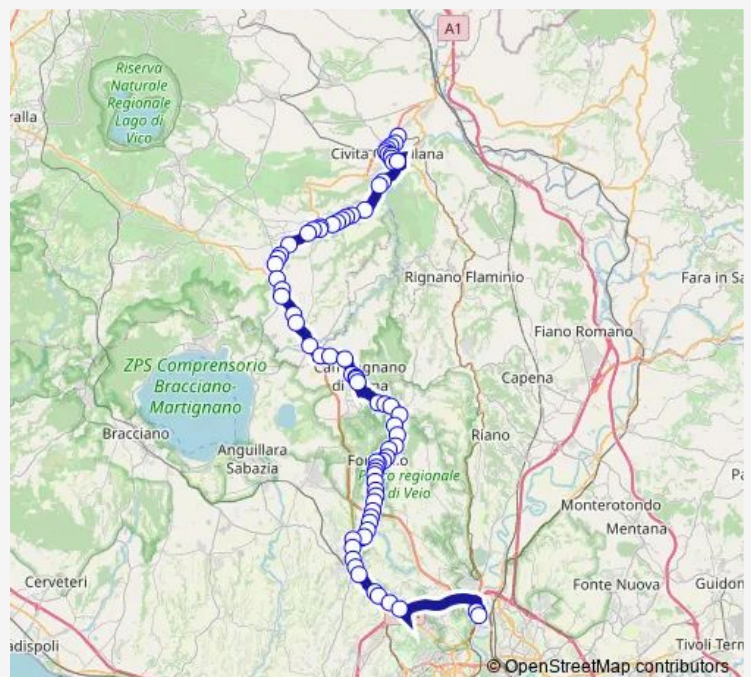 A1
Riserva
Naturale
Regionale
Lago di
Vico
ralla
Civita
lana
Rignano Flaminio
Fara in Sa
Fiano Romano
ZPS Comprensorio
Bracciano-
Martignano
Capena
Bracciano
Riano
Anguillara
Sabazia
regionale
di Veio
Monterotondo
Mentana
Cerveteri
Fonte Nuova
Guidon
adispoli
Tivoli Term
© OpenStreetMap contributors